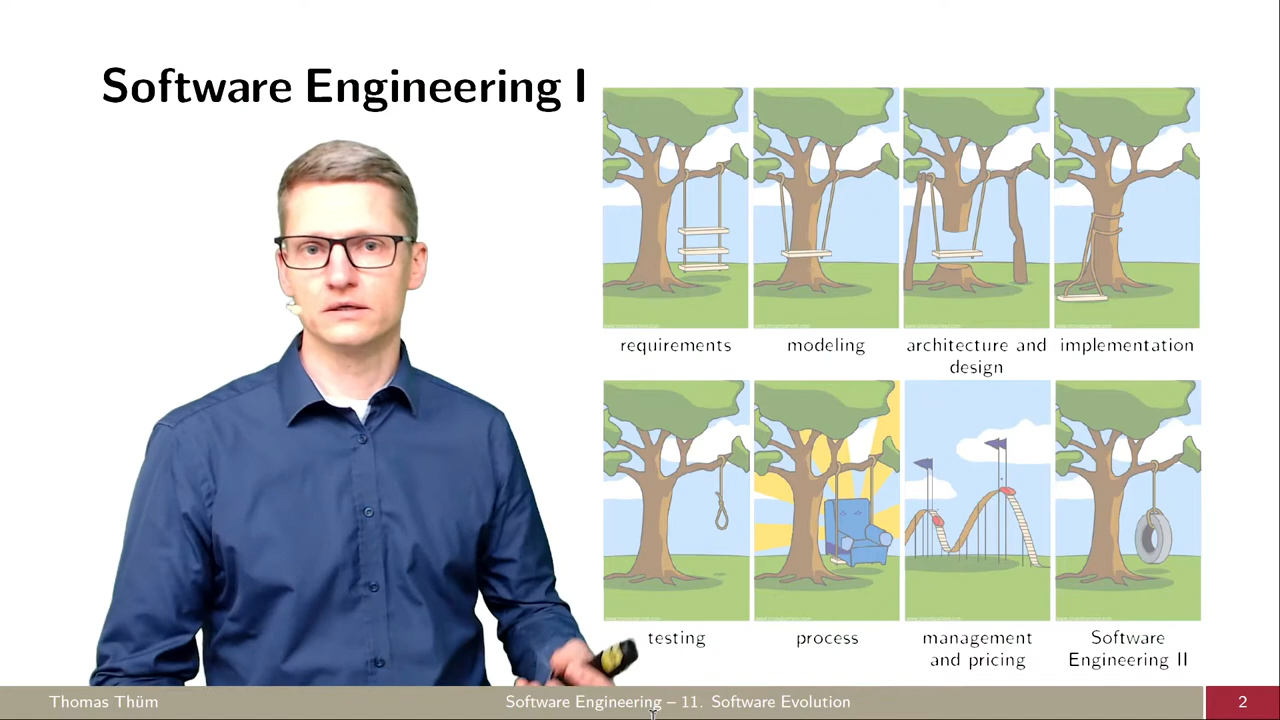 Software Engineering I
requirements
modeling
architecture and
design
implementation
testing
process
management
and pricing
Software
Engineering II
Thomas Thüm
Software Engineering – 11. Software Evolution
2